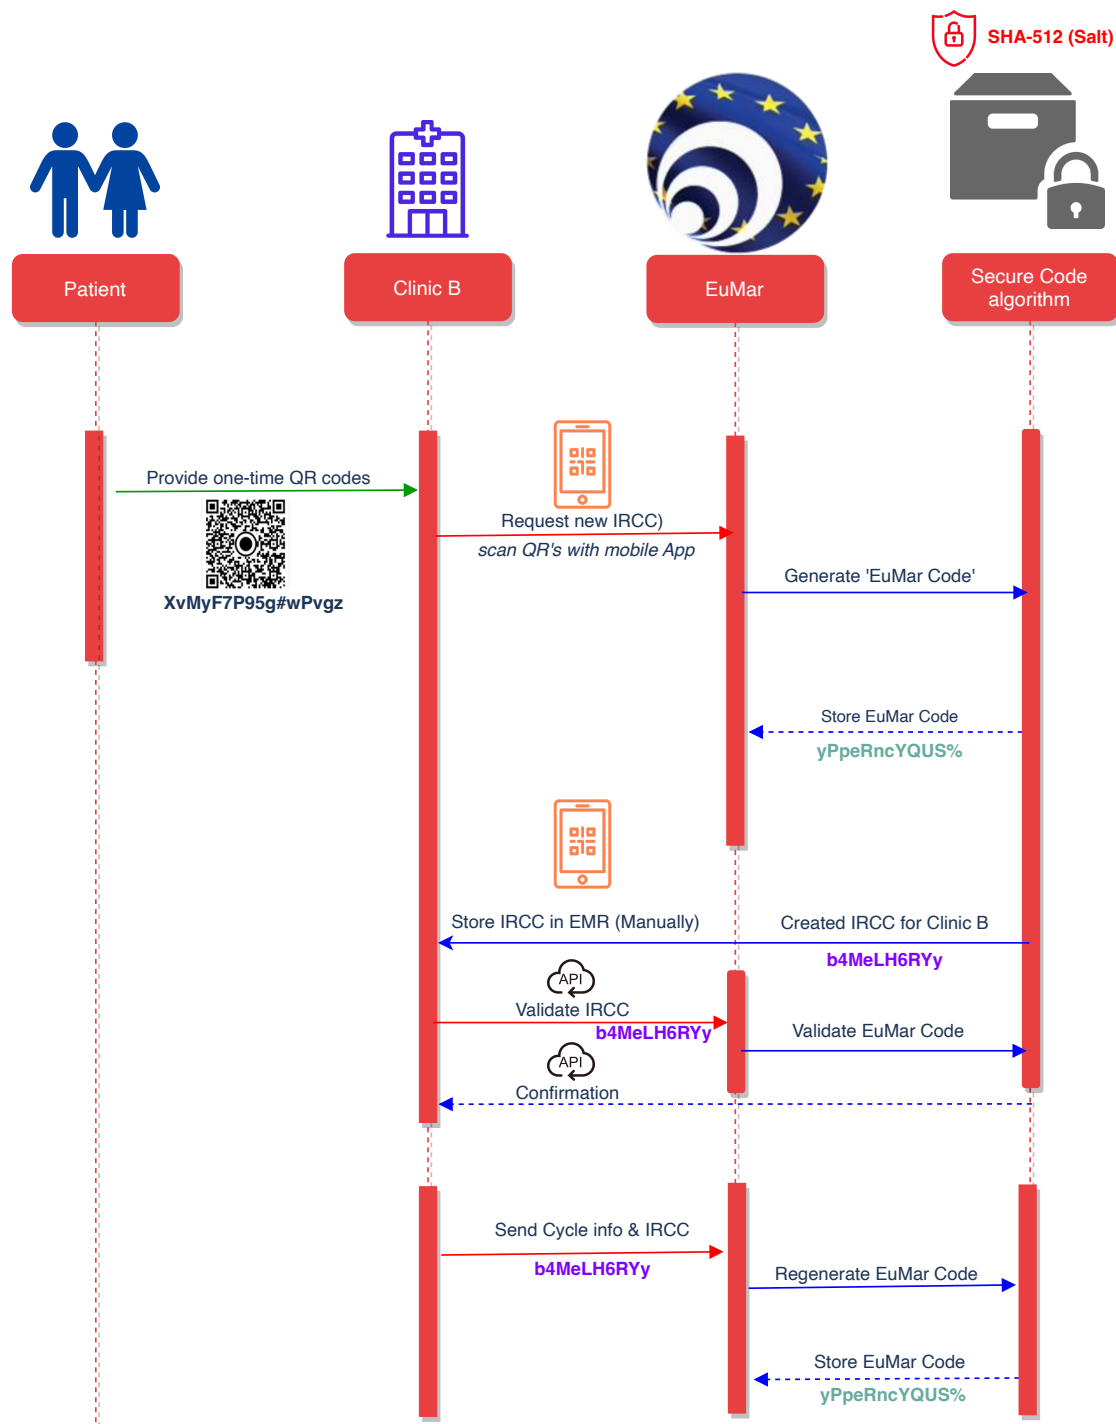 SHA-512 (Salt)
Patient
Clinic B
EuMar
Secure Code
algorithm
Provide one-time QR codes
XvMyF7P95g#wPvgz
Request new IRCC)
scan QR's with mobile App
Generate 'EuMar Code'
Store EuMar Code
yPpeRncYQUS%
Store IRCC in EMR (Manually)
Created IRCC for Clinic B
b4MeLH6RYy
API
Validate IRCC
b4MeLH6RYy
Validate EuMar Code
API
Confirmation
Send Cycle info & IRCC
b4MeLH6RYy
Regenerate EuMar Code
Store EuMar Code
yPpeRncYQUS%